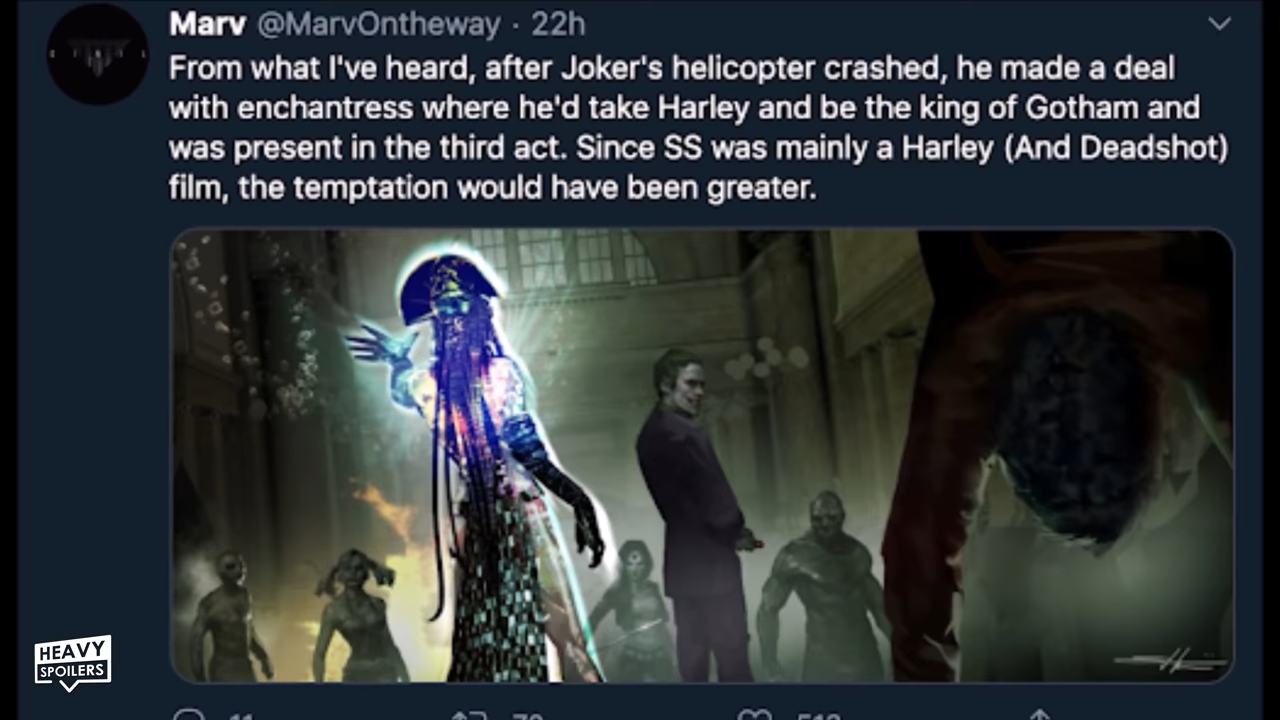 Marv @MarvOntheway · 22h
From what I've heard, after Joker's helicopter crashed, he made a deal
with enchantress where he'd take Harley and be the king of Gotham and
was present in the third act. Since SS was mainly a Harley (And Deadshot)
film, the temptation would have been greater.
HEAVY
SPOILERS